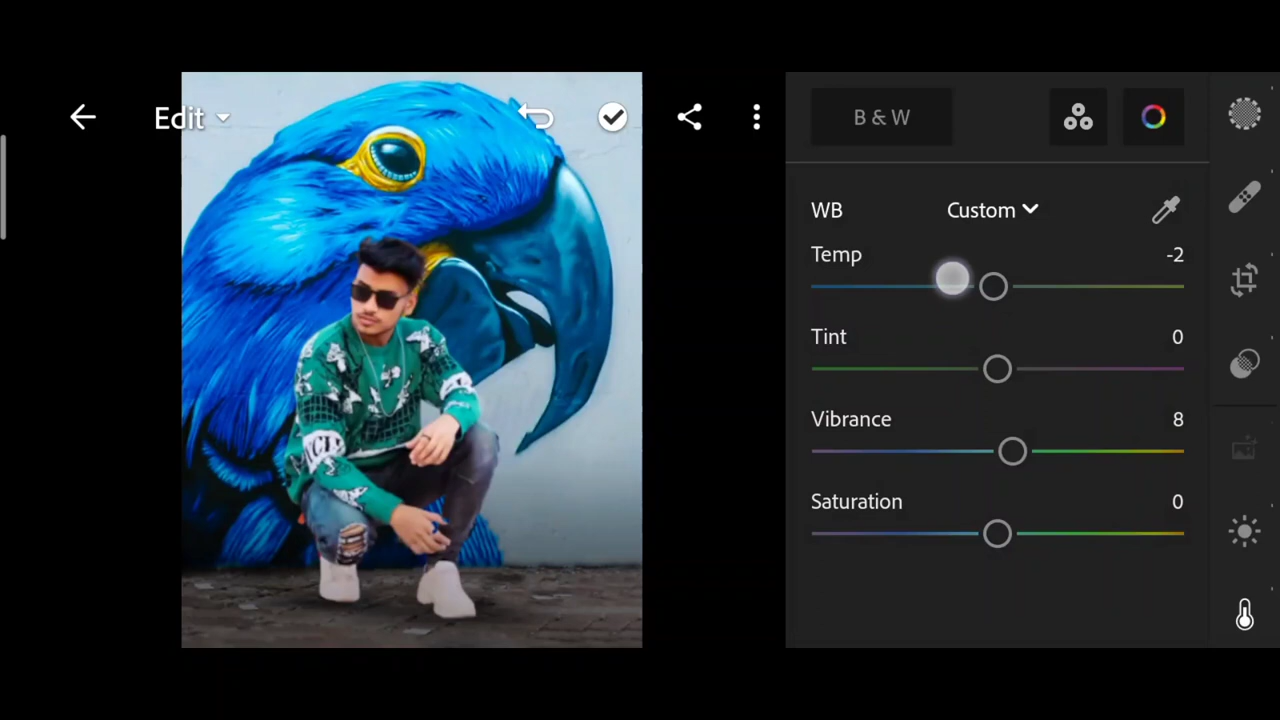 Edit
B & W
WB Custom
Temp -2
Tint 0
Vibrance 8
Saturation 0